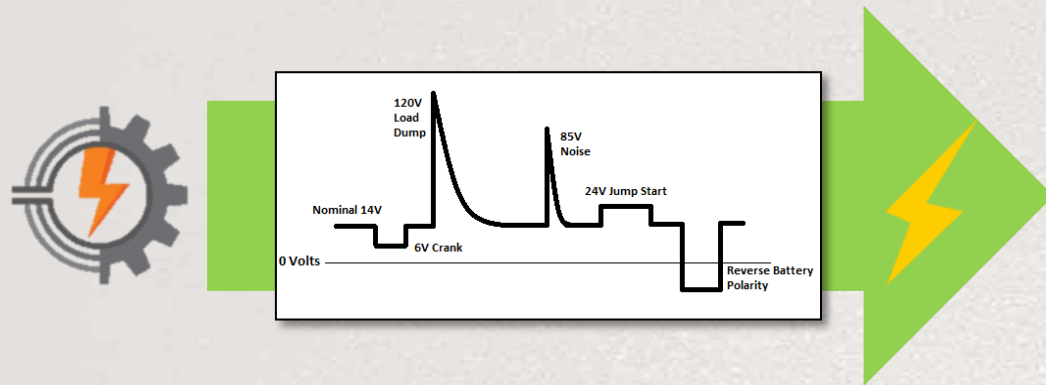 120V
Load
Dump
85V
Noise
24V Jump Start
Nominal 14V
6V Crank
0 Volts
Reverse Battery
Polarity